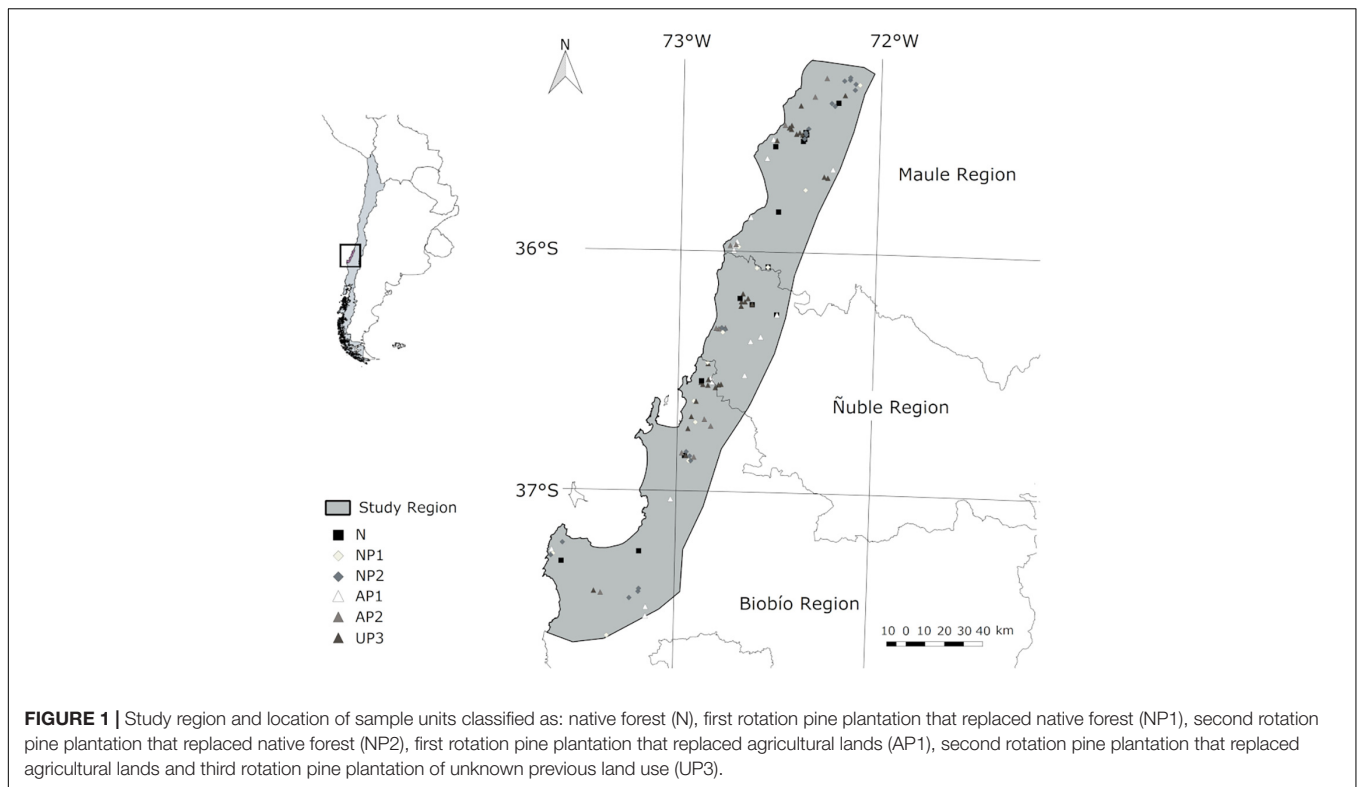 N
73°W
72°W
Maule Region
36°S
Ñuble Region
37°S
Study Region
N
NP1
NP2
AP1
AP2
UP3
Biobío Region
10 0 10 20 30 40 km
FIGURE 1 | Study region and location of sample units classified as: native forest (N), first rotation pine plantation that replaced native forest (NP1), second rotation
pine plantation that replaced native forest (NP2), first rotation pine plantation that replaced agricultural lands (AP1), second rotation pine plantation that replaced
agricultural lands and third rotation pine plantation of unknown previous land use (UP3).